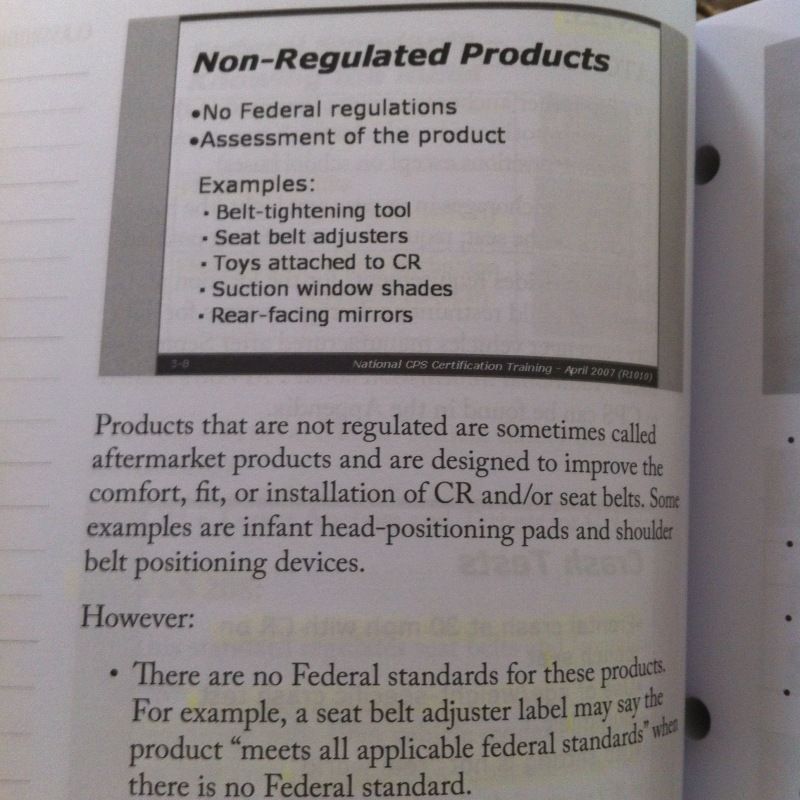 Non-Regulated Products
•No Federal regulations
•Assessment of the product
Examples:
• Belt-tightening tool
• Seat belt adjusters
• Toys attached to CR
• Suction window shades
• Rear-facing mirrors
3-8 National CPS Certification Training - April 2007 (R1010)
Products that are not regulated are sometimes called
aftermarket products and are designed to improve the
comfort, fit, or installation of CR and/or seat belts. Some
examples are infant head-positioning pads and shoulder
belt positioning devices.
However:
• There are no Federal standards for these products.
For example, a seat belt adjuster label may say the
product “meets all applicable federal standards” when
there is no Federal standard.